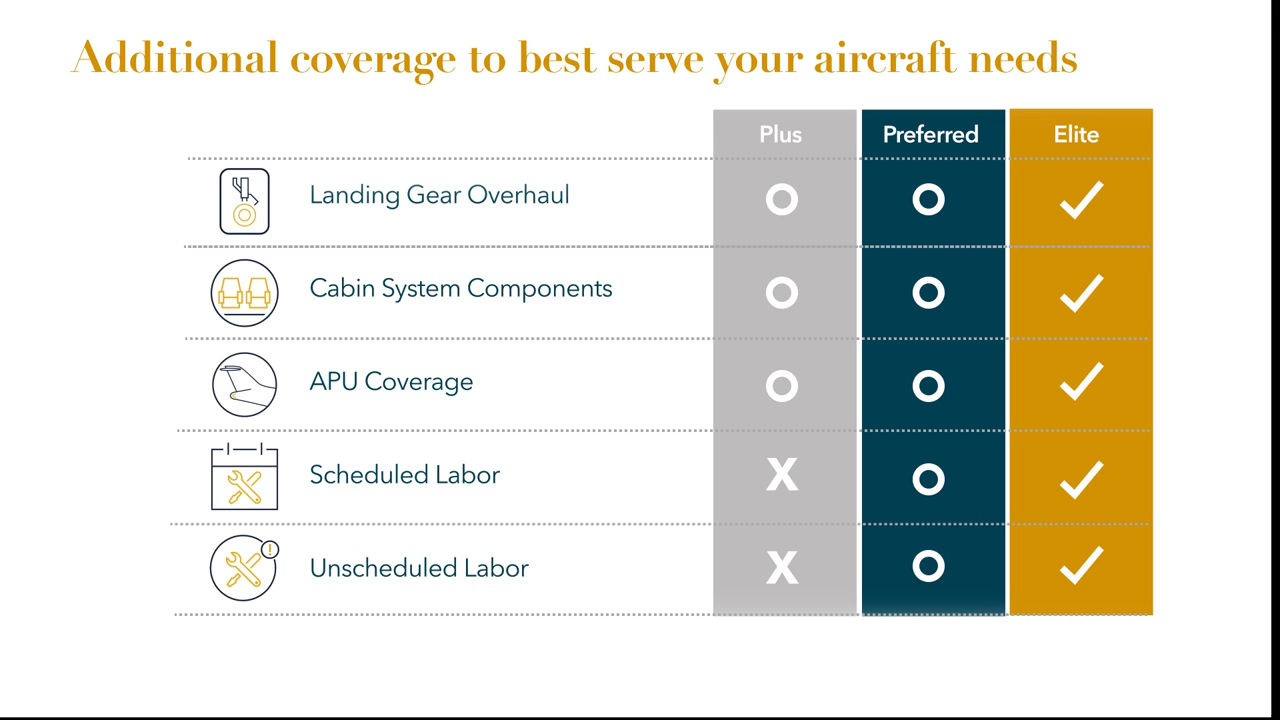 Additional coverage to best serve your aircraft needs
Plus Preferred Elite
Landing Gear Overhaul
Cabin System Components
APU Coverage
Scheduled Labor X
Unscheduled Labor X